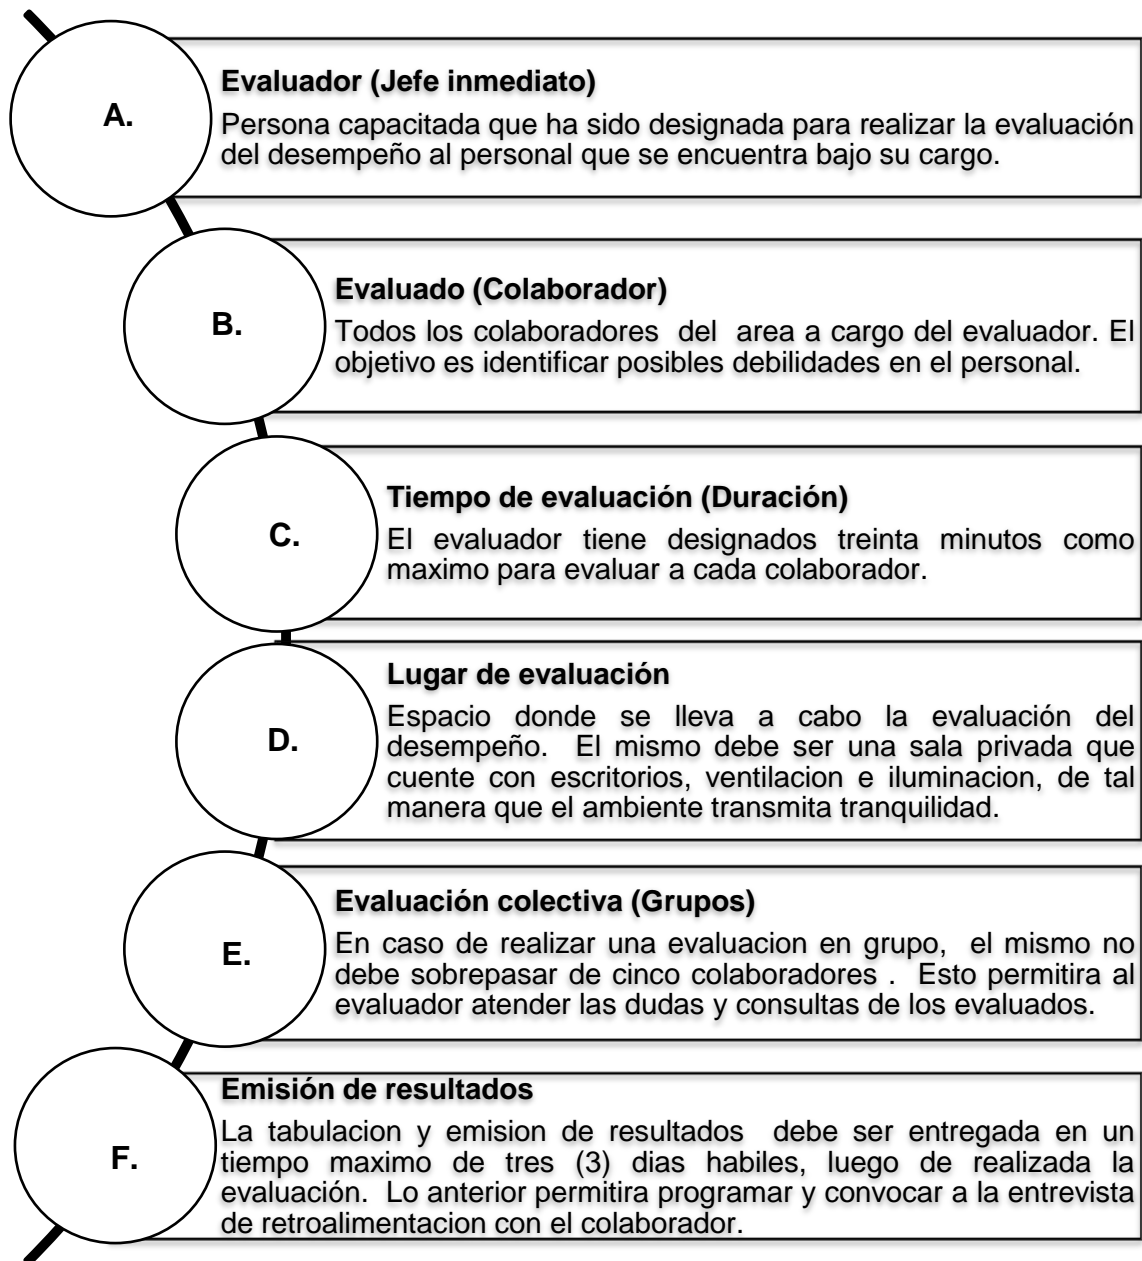 A.
Evaluador (Jefe inmediato)
Persona capacitada que ha sido designada para realizar la evaluación
del desempeño al personal que se encuentra bajo su cargo.
B.
Evaluado (Colaborador)
Todos los colaboradores del area a cargo del evaluador. El
objetivo es identificar posibles debilidades en el personal.
C.
Tiempo de evaluación (Duración)
El evaluador tiene designados treinta minutos como
maximo para evaluar a cada colaborador.
D.
Lugar de evaluación
Espacio donde se lleva a cabo la evaluación del
desempeño. El mismo debe ser una sala privada que
cuente con escritorios, ventilacion e iluminacion, de tal
manera que el ambiente transmita tranquilidad.
E.
Evaluación colectiva (Grupos)
En caso de realizar una evaluacion en grupo, el mismo no
debe sobrepasar de cinco colaboradores . Esto permitira al
evaluador atender las dudas y consultas de los evaluados.
F.
Emisión de resultados
La tabulacion y emision de resultados debe ser entregada en un
tiempo maximo de tres (3) dias habiles, luego de realizada la
evaluación. Lo anterior permitira programar y convocar a la entrevista
de retroalimentacion con el colaborador.